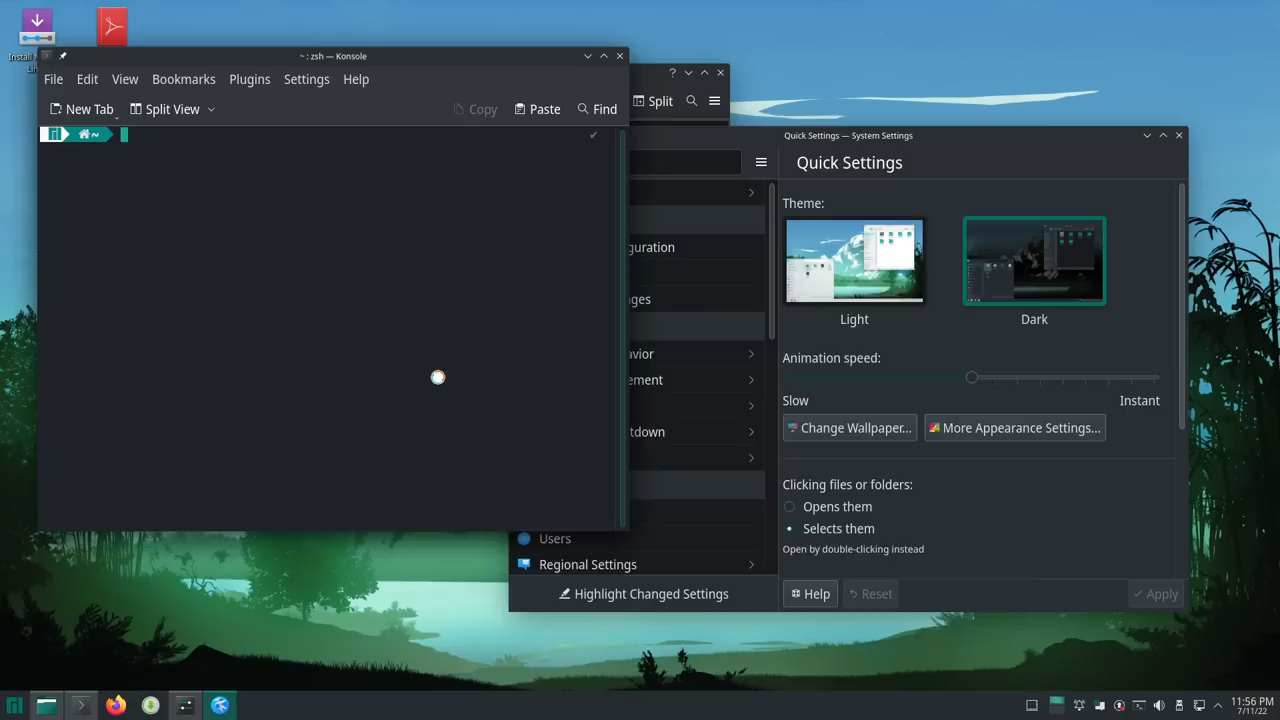 Install
~ : zsh — Konsole
File Edit View Bookmarks Plugins Settings Help
New Tab Split View Copy Paste Find
~
Split
Quick Settings — System Settings
Quick Settings
Theme:
Light Dark
Animation speed:
Slow Instant
Change Wallpaper... More Appearance Settings...
Clicking files or folders:
Opens them
Selects them
Open by double-clicking instead
guration
ges
avior
ement
tdown
Users
Regional Settings
Highlight Changed Settings
Help Reset Apply
11:56 PM
7/11/22